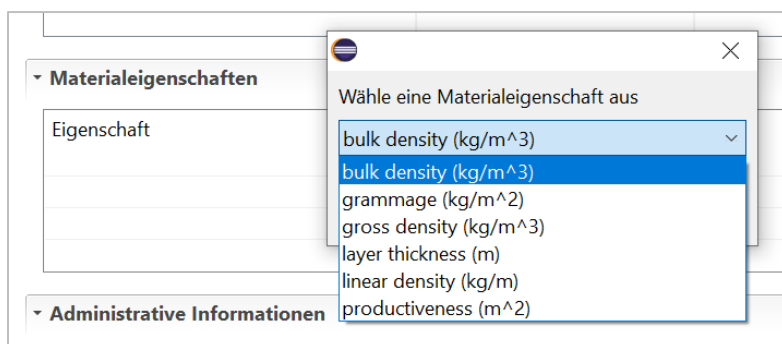 Materialeigenschaften
Eigenschaft
Wähle eine Materialeigenschaft aus
bulk density (kg/m^3)
bulk density (kg/m^3)
grammage (kg/m^2)
gross density (kg/m^3)
layer thickness (m)
linear density (kg/m)
productiveness (m^2)
Administrative Informationen